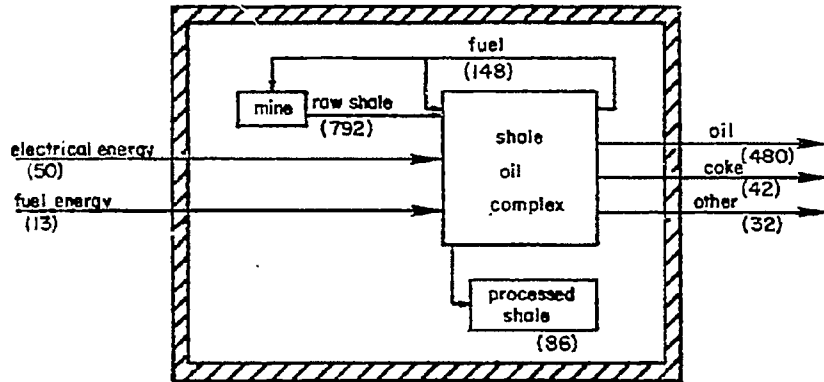 fuel
(148)
mine
raw shale
(792)
electrical energy
(50)
fuel energy
(13)
shale
oil
complex
oil
(480)
coke
(42)
other
(32)
processed
shale
(86)